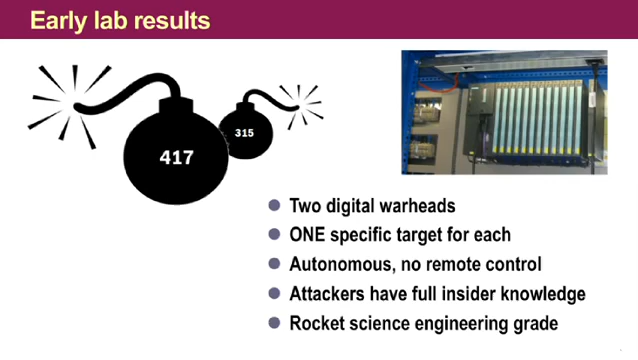 Early lab results
417
315
Two digital warheads
ONE specific target for each
Autonomous, no remote control
Attackers have full insider knowledge
Rocket science engineering grade